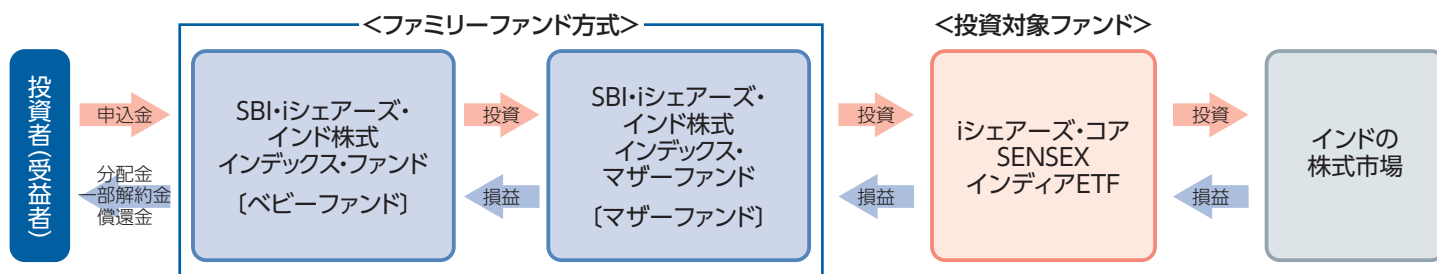 <ファミリーファンド方式>
<投資対象ファンド>
投資者(受益者)
申込金
分配金
一部解約金
償還金
SBI・iシェアーズ・
インド株式
インデックス・ファンド
〔ベビーファンド〕
投資
損益
SBI・iシェアーズ・
インド株式
インデックス・
マザーファンド
〔マザーファンド〕
投資
損益
iシェアーズ・コア
SENSEX
インディアETF
投資
損益
インドの
株式市場